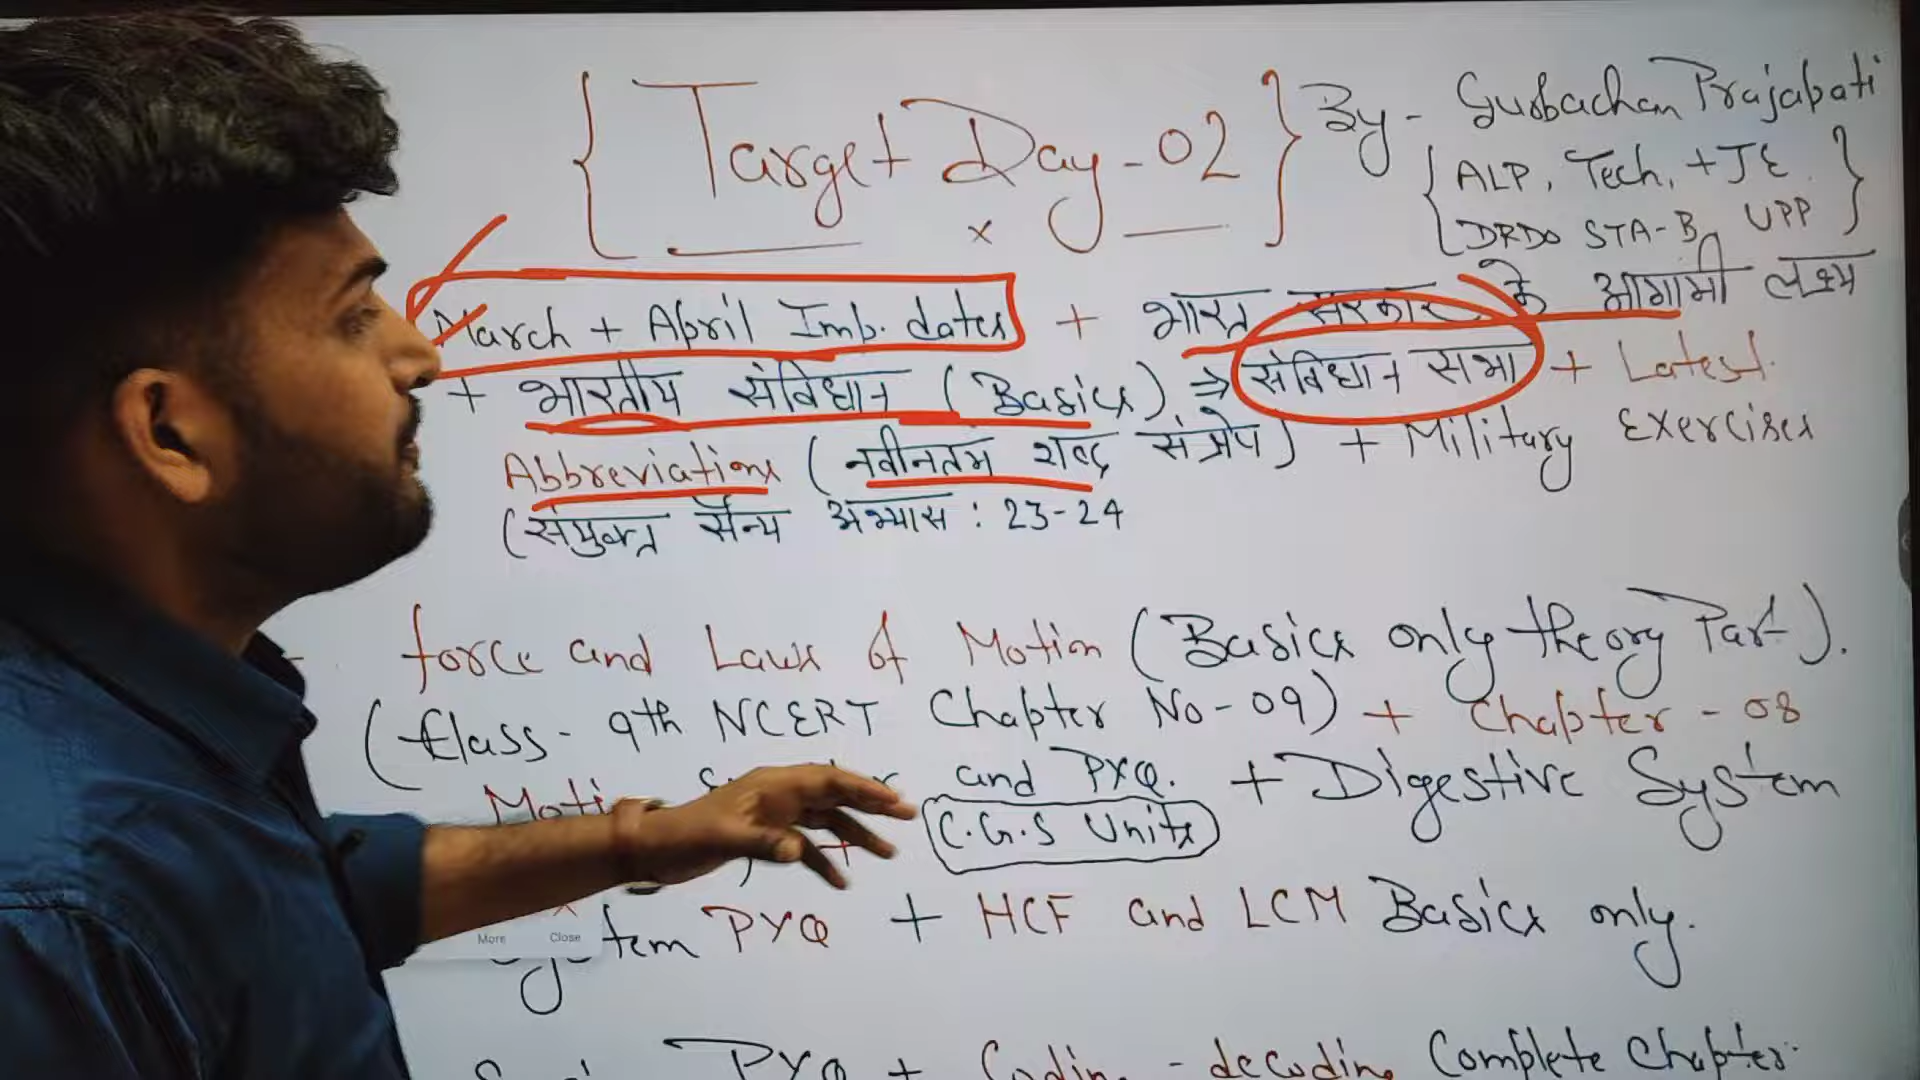 { Target Day-02 }
By - Gurbachan Prajapati
{ ALP, Tech, + JE
DRDO STA-B, UPP }
March + April Imp. dates + भारत सरकार के आगामी लक्ष्य
+ भारतीय संविधान (Basics) ⇒ संविधान सभा + Latest
Abbreviations (नवीनतम शब्द संक्षेप) + Military Exercises
(संयुक्त सैन्य अभ्यास : 23-24
force and Laws of Motion (Basics only theory Part).
(Class - 9th NCERT Chapter No-09) + Chapter - 08
and PYQ. + Digestive System
+ C.G.S Units
PYQ + HCF and LCM Basics only.
More Close
PYQ + Coding - decoding Complete Chapter.